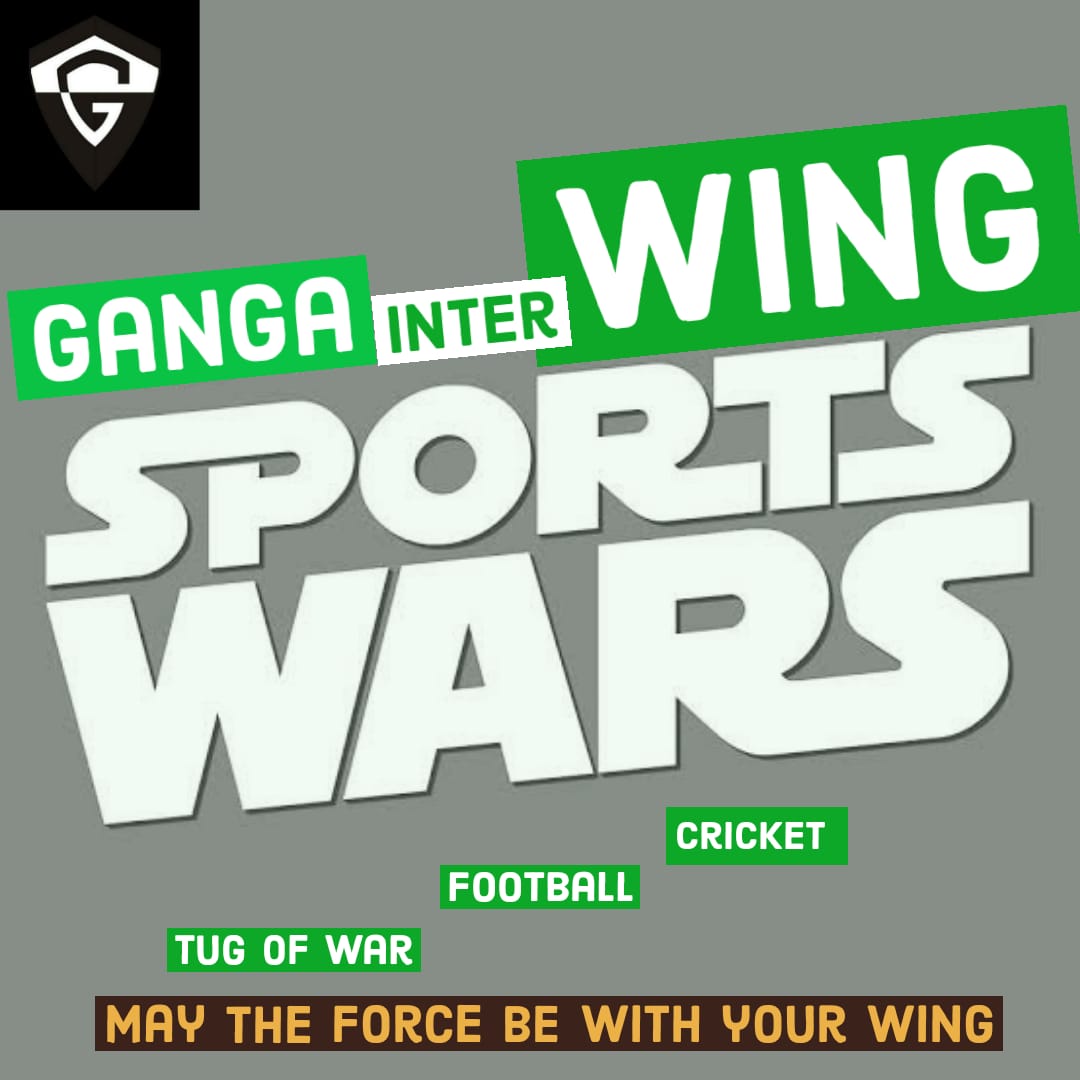 G
GANGA INTER WING
SPORTS
WARS
CRICKET
FOOTBALL
TUG OF WAR
MAY THE FORCE BE WITH YOUR WING